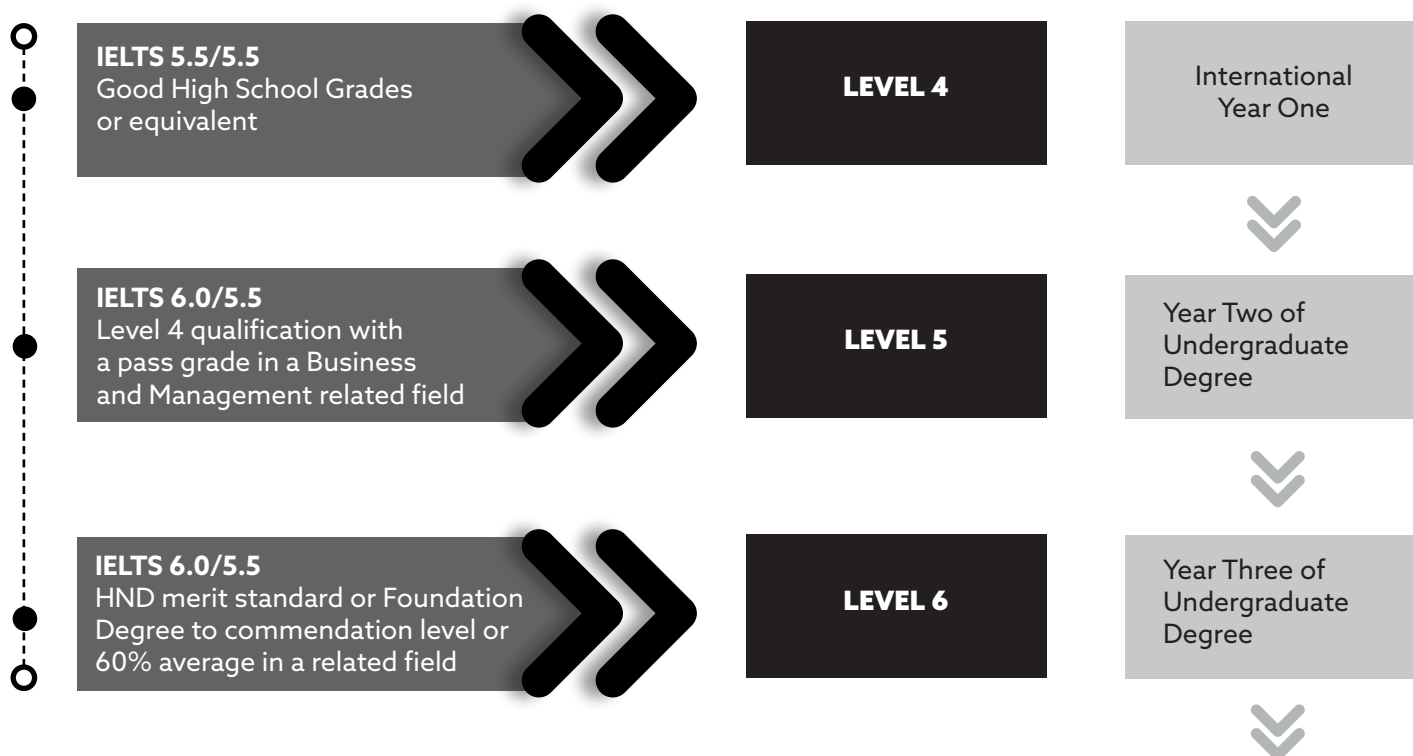 IELTS 5.5/5.5
Good High School Grades
or equivalent
LEVEL 4
International
Year One
IELTS 6.0/5.5
Level 4 qualification with
a pass grade in a Business
and Management related field
LEVEL 5
Year Two of
Undergraduate
Degree
IELTS 6.0/5.5
HND merit standard or Foundation
Degree to commendation level or
60% average in a related field
LEVEL 6
Year Three of
Undergraduate
Degree